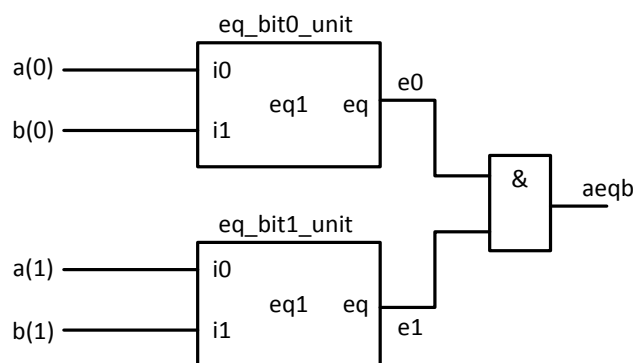 eq_bit0_unit
a(0)
i0
e0
eq1
eq
b(0)
i1
&
aeqb
eq_bit1_unit
a(1)
i0
eq1
eq
b(1)
i1
e1